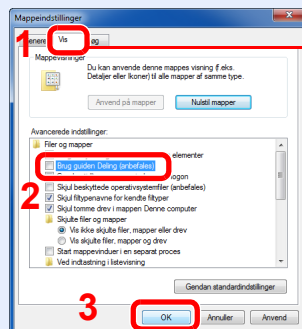 Mappeindstillinger
1
Vis
øg
Mappevisninger
Du kan anvende denne mappes visning (f.eks.
Detaljer eller Ikoner) til alle mapper af samme type.
Anvend på mapper
Nulstil mapper
Avancerede indstillinger:
Filer og mapper
elementer
Brug guiden Deling (anbefales)
logon
2
Skjul beskyttede operativsystemfiler (anbefales)
Skjul filtypenavne for kendte filtyper
Skjul tomme drev i mappen Denne computer
Skjulte filer og mapper
Vis ikke skjulte filer, mapper eller drev
Vis skjulte filer, mapper og drev
Start mappevinduer i en separat proces
Ved indtastning i listevisning
Gendan standardindstillinger
3
OK
Annuller
Anvend